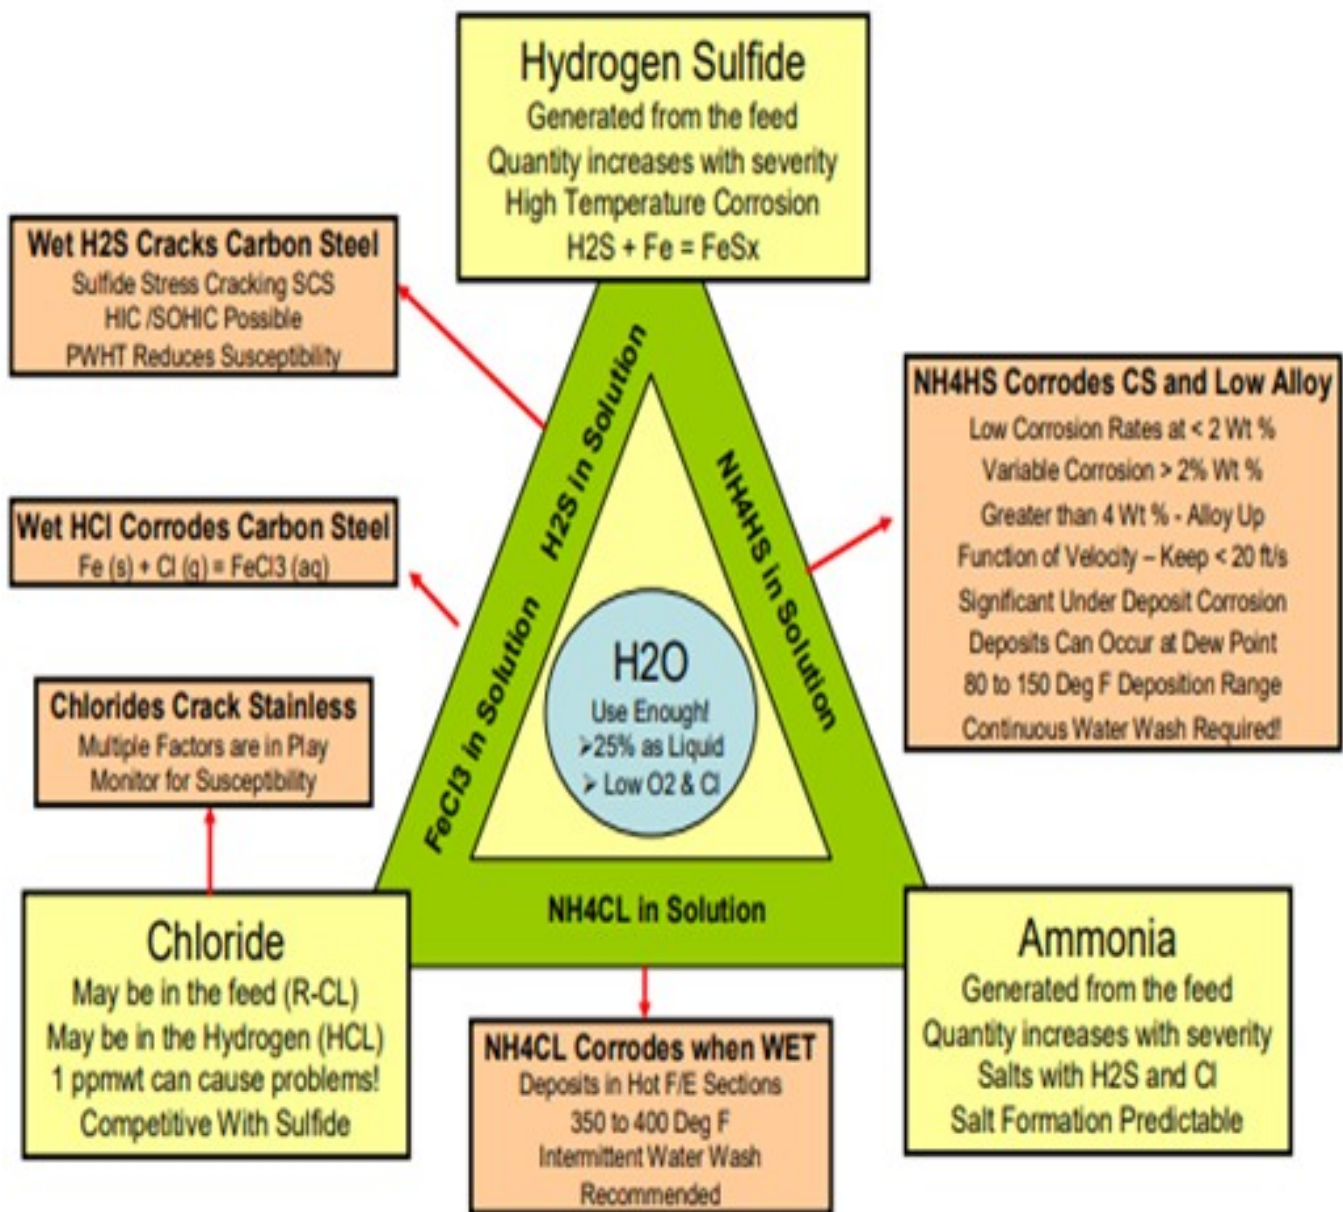 Hydrogen Sulfide
Generated from the feed
Quantity increases with severity
High Temperature Corrosion
H2S + Fe = FeSx
Wet H2S Cracks Carbon Steel
Sulfide Stress Cracking SCS
HIC /SOHIC Possible
PWHT Reduces Susceptibility
NH4HS Corrodes CS and Low Alloy
Low Corrosion Rates at < 2 Wt %
Variable Corrosion > 2% Wt %
Greater than 4 Wt % - Alloy Up
Function of Velocity – Keep < 20 ft/s
Significant Under Deposit Corrosion
Deposits Can Occur at Dew Point
80 to 150 Deg F Deposition Range
Continuous Water Wash Required!
Wet HCl Corrodes Carbon Steel
Fe (s) + Cl (g) = FeCl3 (aq)
Chlorides Crack Stainless
Multiple Factors are in Play
Monitor for Susceptibility
H2S in Solution
FeCl3 in Solution
NH4HS in Solution
H2O
Use Enough!
➢25% as Liquid
➢ Low O2 & Cl
NH4CL in Solution
Chloride
May be in the feed (R-CL)
May be in the Hydrogen (HCL)
1 ppmwt can cause problems!
Competitive With Sulfide
NH4CL Corrodes when WET
Deposits in Hot F/E Sections
350 to 400 Deg F
Intermittent Water Wash
Recommended
Ammonia
Generated from the feed
Quantity increases with severity
Salts with H2S and Cl
Salt Formation Predictable